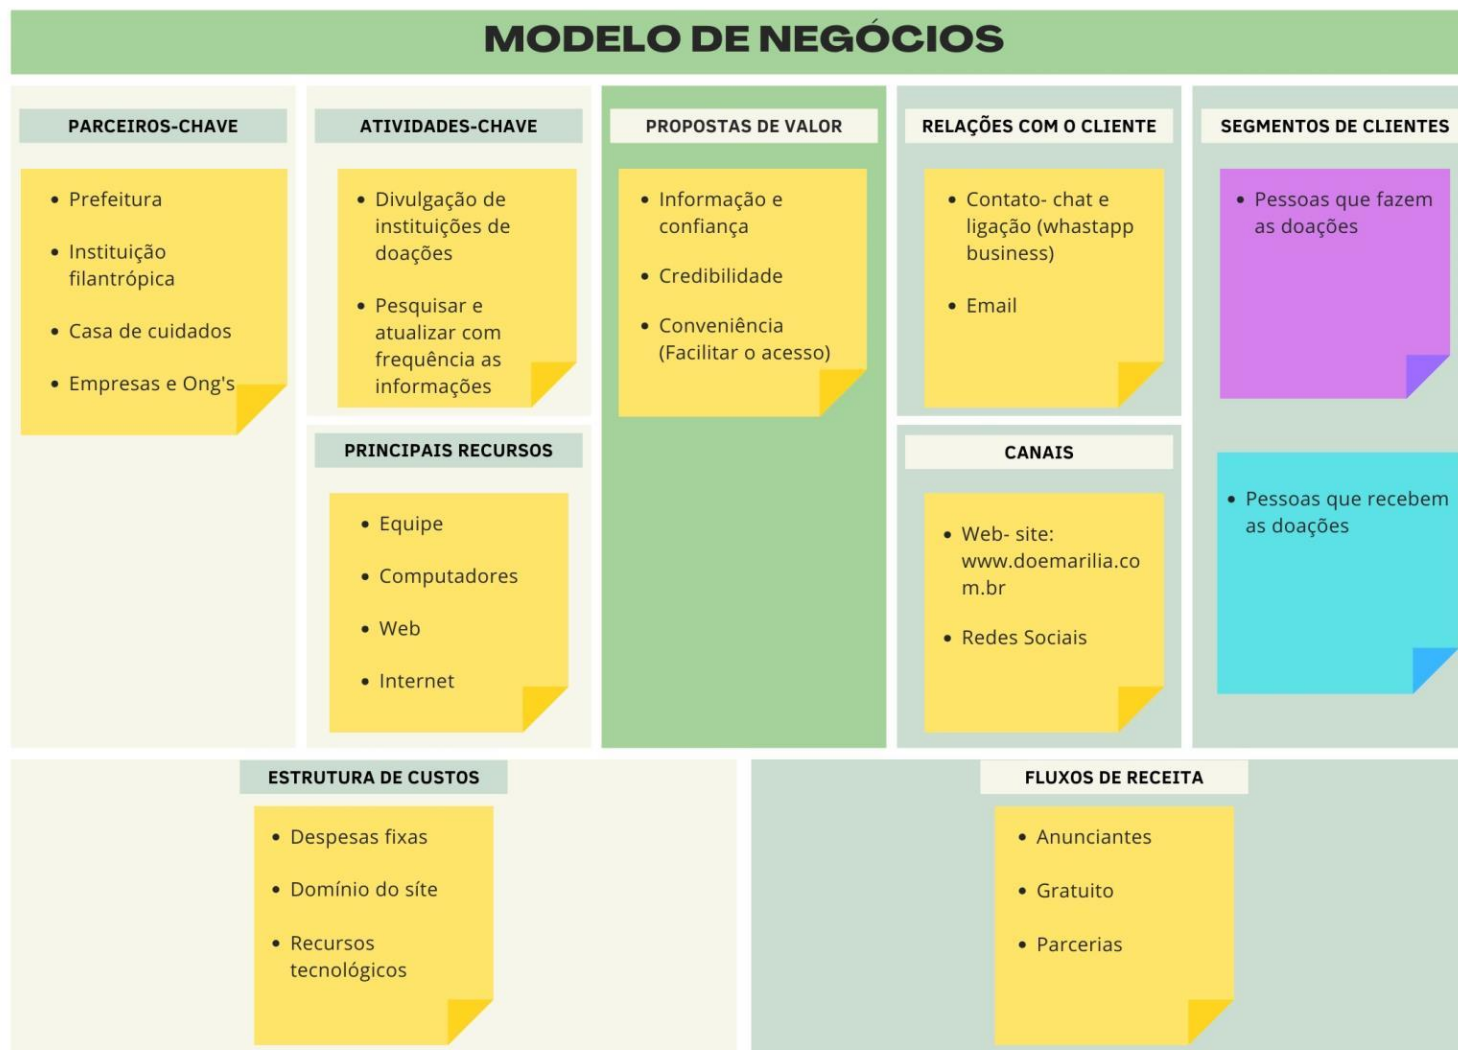 MODELO DE NEGÓCIOS
PARCEIROS-CHAVE
• Prefeitura
• Instituição
filantrópica
• Casa de cuidados
• Empresas e Ong's
ATIVIDADES-CHAVE
• Divulgação de
instituições de
doações
• Pesquisar e
atualizar com
frequência as
informações
PRINCIPAIS RECURSOS
• Equipe
• Computadores
• Web
• Internet
PROPOSTAS DE VALOR
• Informação e
confiança
• Credibilidade
• Conveniência
(Facilitar o acesso)
RELAÇÕES COM O CLIENTE
• Contato- chat e
ligação (whastapp
business)
• Email
CANAIS
• Web- site:
www.doemarilia.co
m.br
• Redes Sociais
SEGMENTOS DE CLIENTES
• Pessoas que fazem
as doações
• Pessoas que recebem
as doações
ESTRUTURA DE CUSTOS
• Despesas fixas
• Domínio do síte
• Recursos
tecnológicos
FLUXOS DE RECEITA
• Anunciantes
• Gratuito
• Parcerias